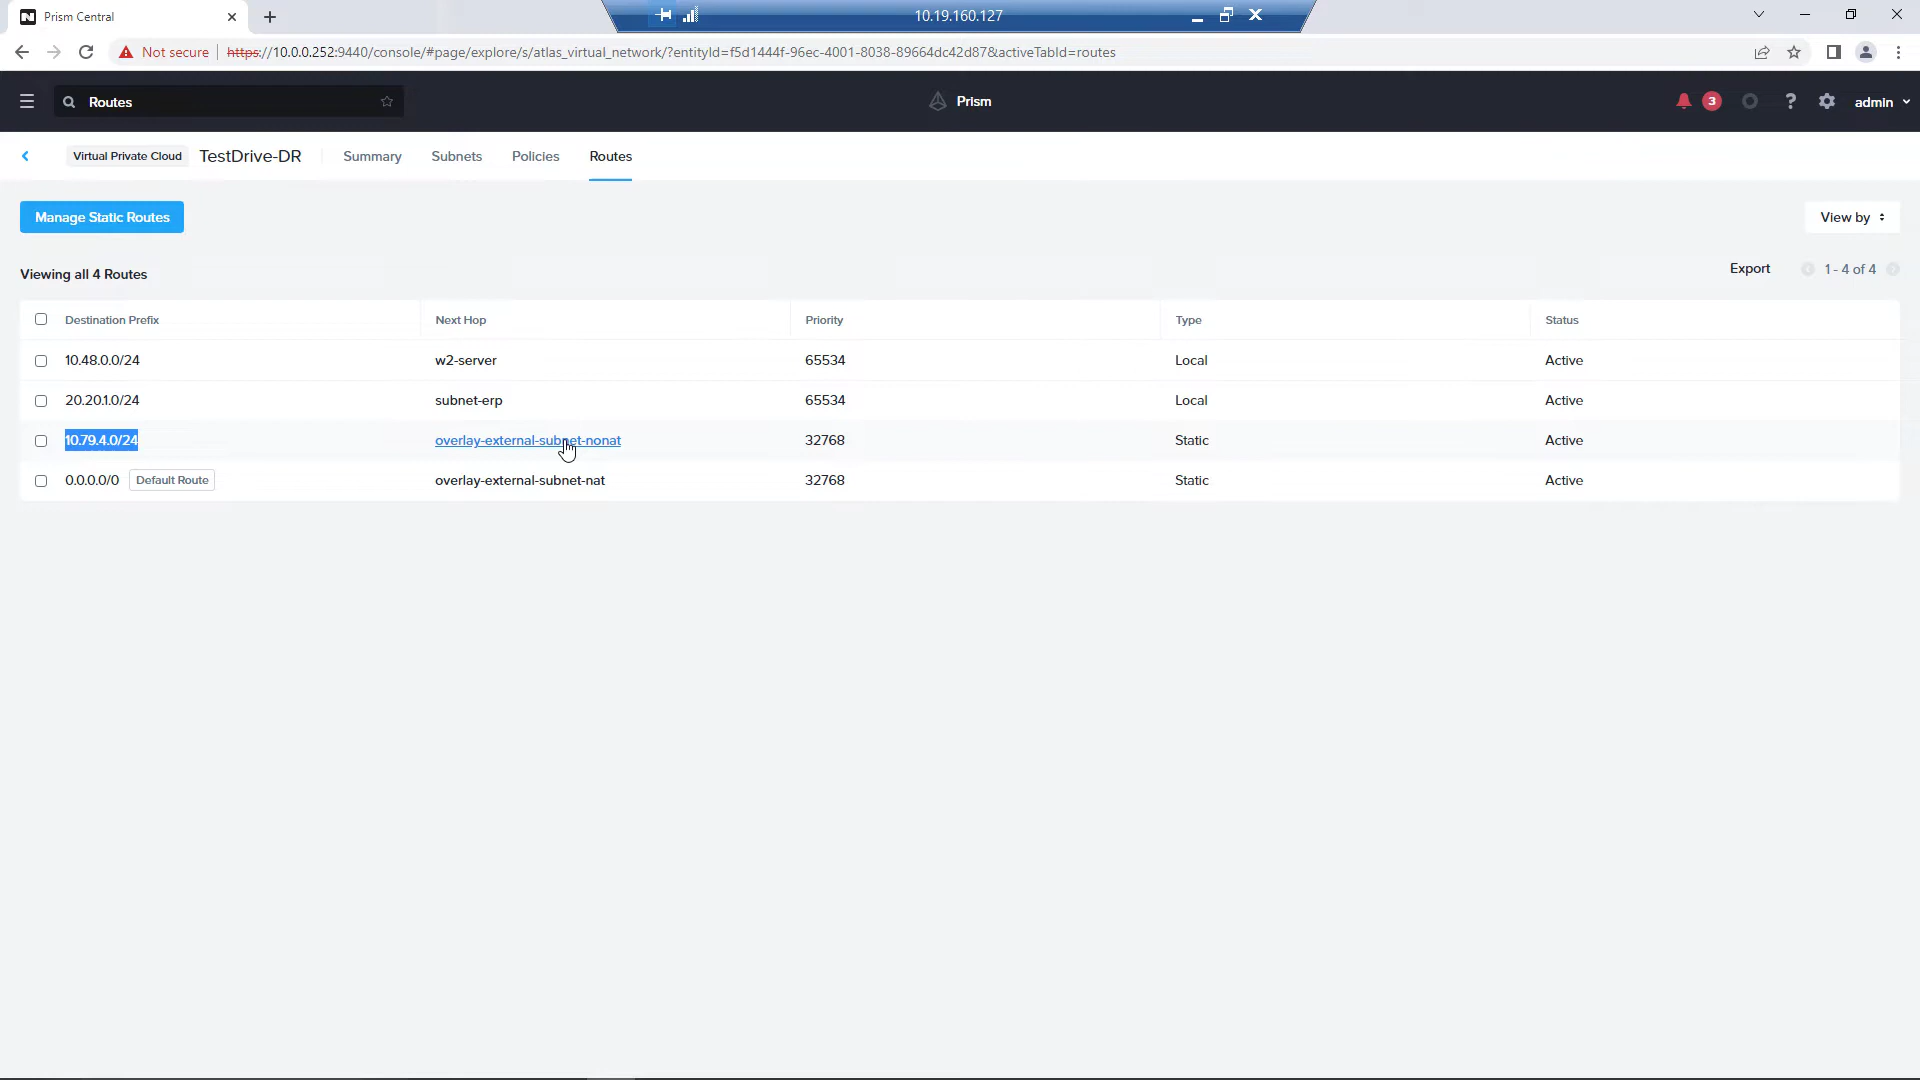 Prism Central
10.19.160.127
Not secure
https://10.0.0.252:9440/console/#page/explore/s/atlas_virtual_network/?entityId=f5d1444f-96ec-4001-8038-89664dc42d87&activeTabId=routes
Routes
Prism
3
?
admin
Virtual Private Cloud
TestDrive-DR
Summary
Subnets
Policies
Routes
Manage Static Routes
View by
Viewing all 4 Routes
Export
1 - 4 of 4
Destination Prefix Next Hop Priority Type Status
10.48.0.0/24 w2-server 65534 Local Active
20.20.1.0/24 subnet-erp 65534 Local Active
10.79.4.0/24 overlay-external-subnet-nonat 32768 Static Active
0.0.0.0/0 Default Route overlay-external-subnet-nat 32768 Static Active